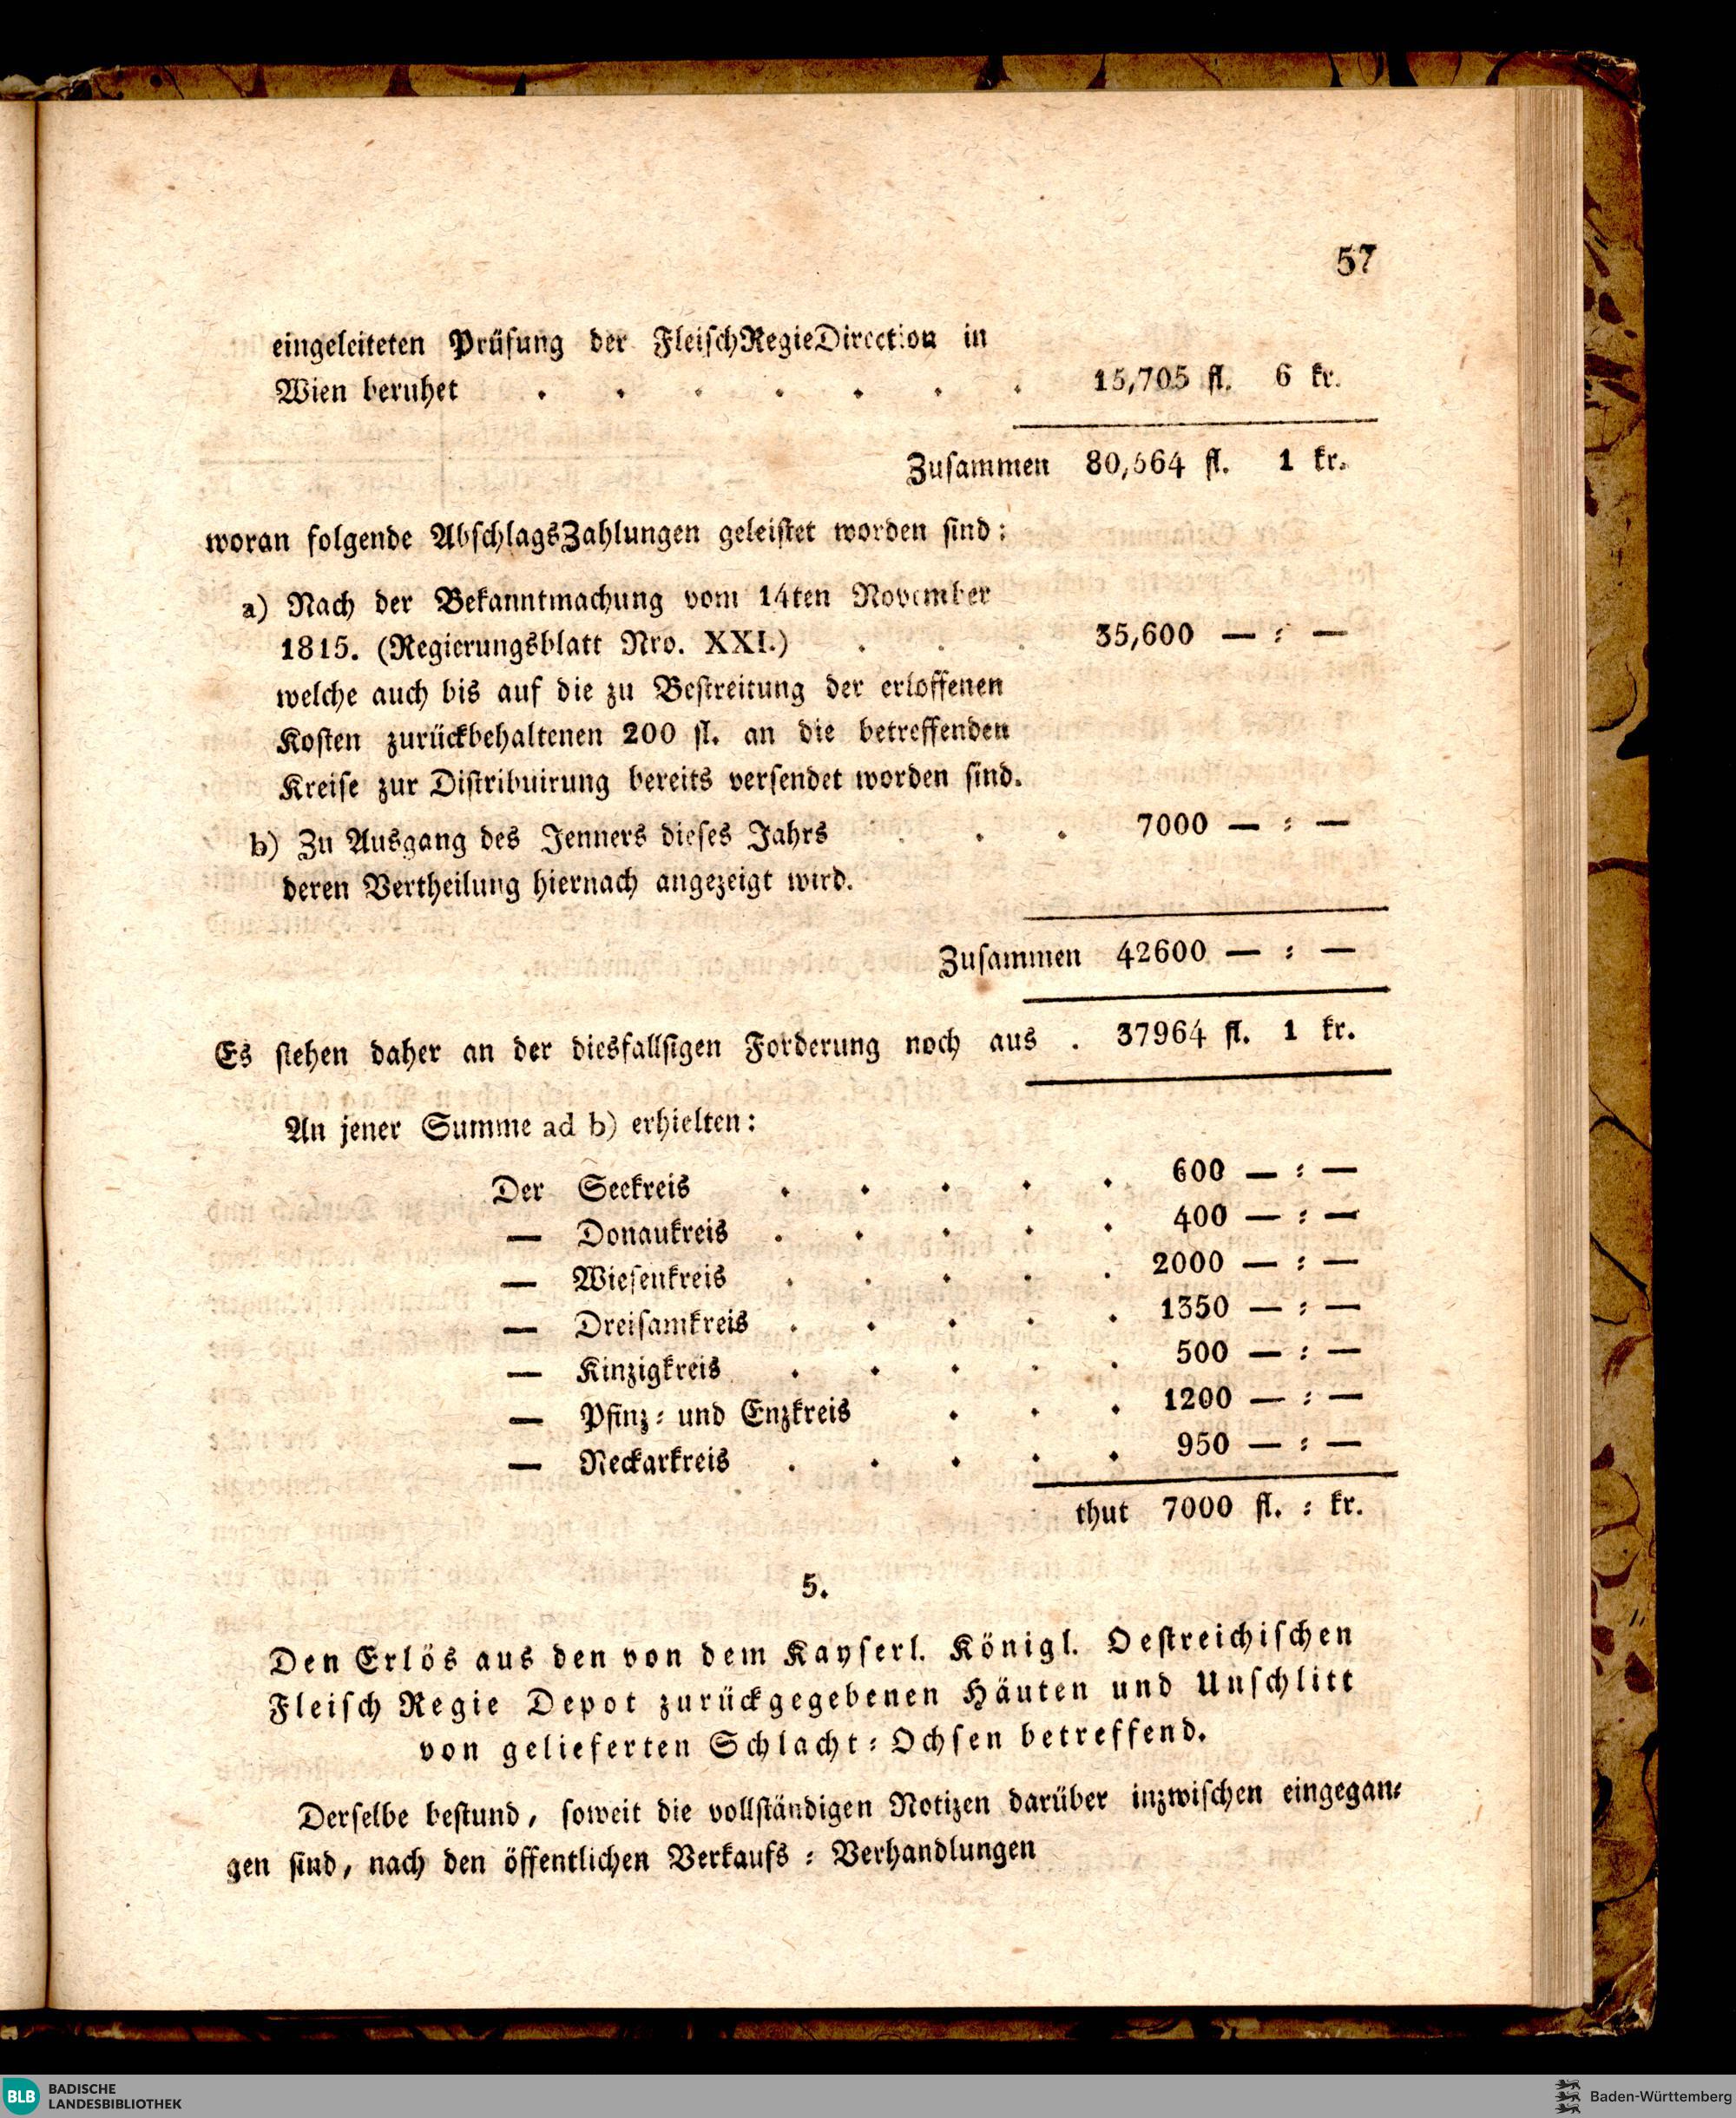 57
eingeleiteten Prüfung der FleischRegieDirection in
Wien beruhet . . . . . . . 15,705 fl. 6 kr.
Zusammen 80,564 fl. 1 kr.
woran folgende AbschlagsZahlungen geleistet worden sind:
a) Nach der Bekanntmachung vom 14ten November
1815. (Regierungsblatt Nro. XXI.) . . . 35,600 — : —
welche auch bis auf die zu Bestreitung der erloffenen
Kosten zurückbehaltenen 200 fl. an die betreffenden
Kreise zur Distribuirung bereits versendet worden sind.
b) Zu Ausgang des Jenners dieses Jahrs . . . 7000 — : —
deren Vertheilung hiernach angezeigt wird.
Zusammen 42600 — : —
Es stehen daher an der diesfallsigen Forderung noch aus . 37964 fl. 1 kr.
An jener Summe ad b) erhielten:
Der Seekreis . . . . . 600 — : —
— Donaukreis . . . . . 400 — : —
— Wiesenkreis . . . . . 2000 — : —
— Dreisamkreis . . . . . 1350 — : —
— Kinzigkreis . . . . . 500 — : —
— Pfinz- und Enzkreis . . . 1200 — : —
— Neckarkreis . . . . . 950 — : —
thut 7000 fl. : kr.
5.
Den Erlös aus den von dem Kayserl. Königl. Oestreichischen
Fleisch Regie Depot zurückgegebenen Häuten und Unschlitt
von gelieferten Schlacht-Ochsen betreffend.
Derselbe bestund, soweit die vollständigen Notizen darüber inzwischen eingegan-
gen sind, nach den öffentlichen Verkaufs - Verhandlungen
BLB BADISCHE
LANDESBIBLIOTHEK
Baden-Württemberg